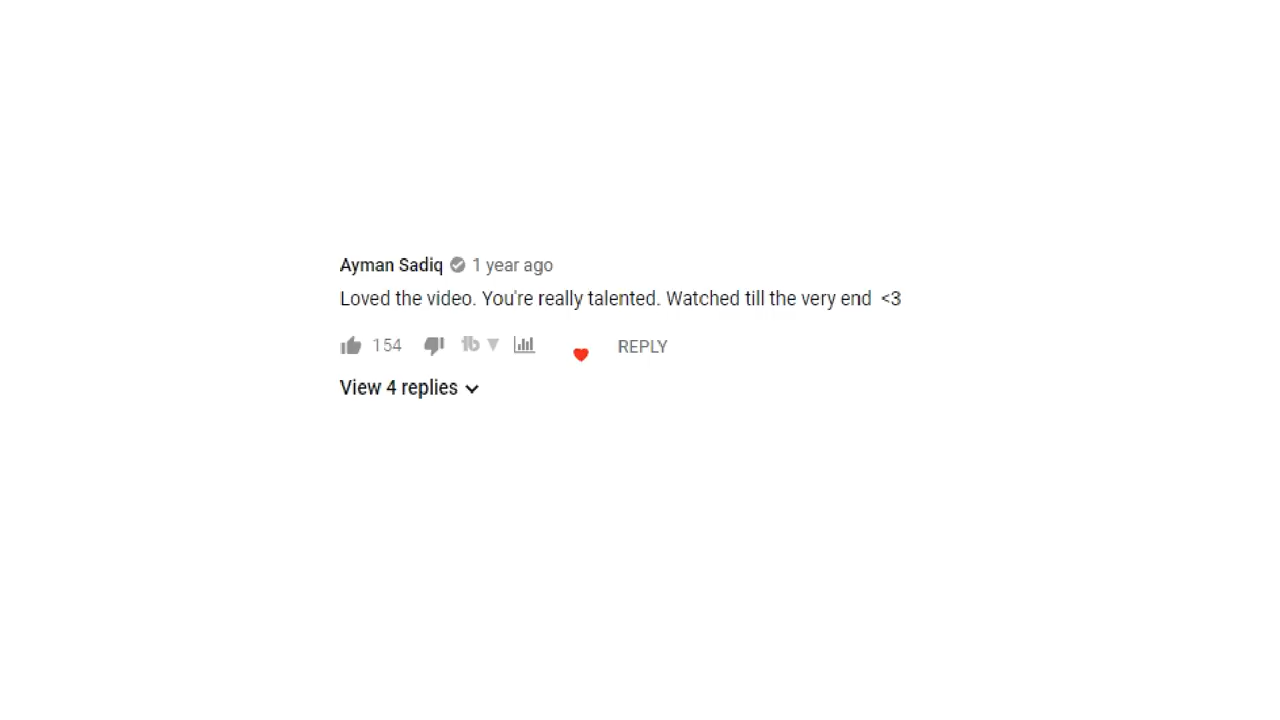 Ayman Sadiq 1 year ago
Loved the video. You're really talented. Watched till the very end <3
154 tb REPLY
View 4 replies